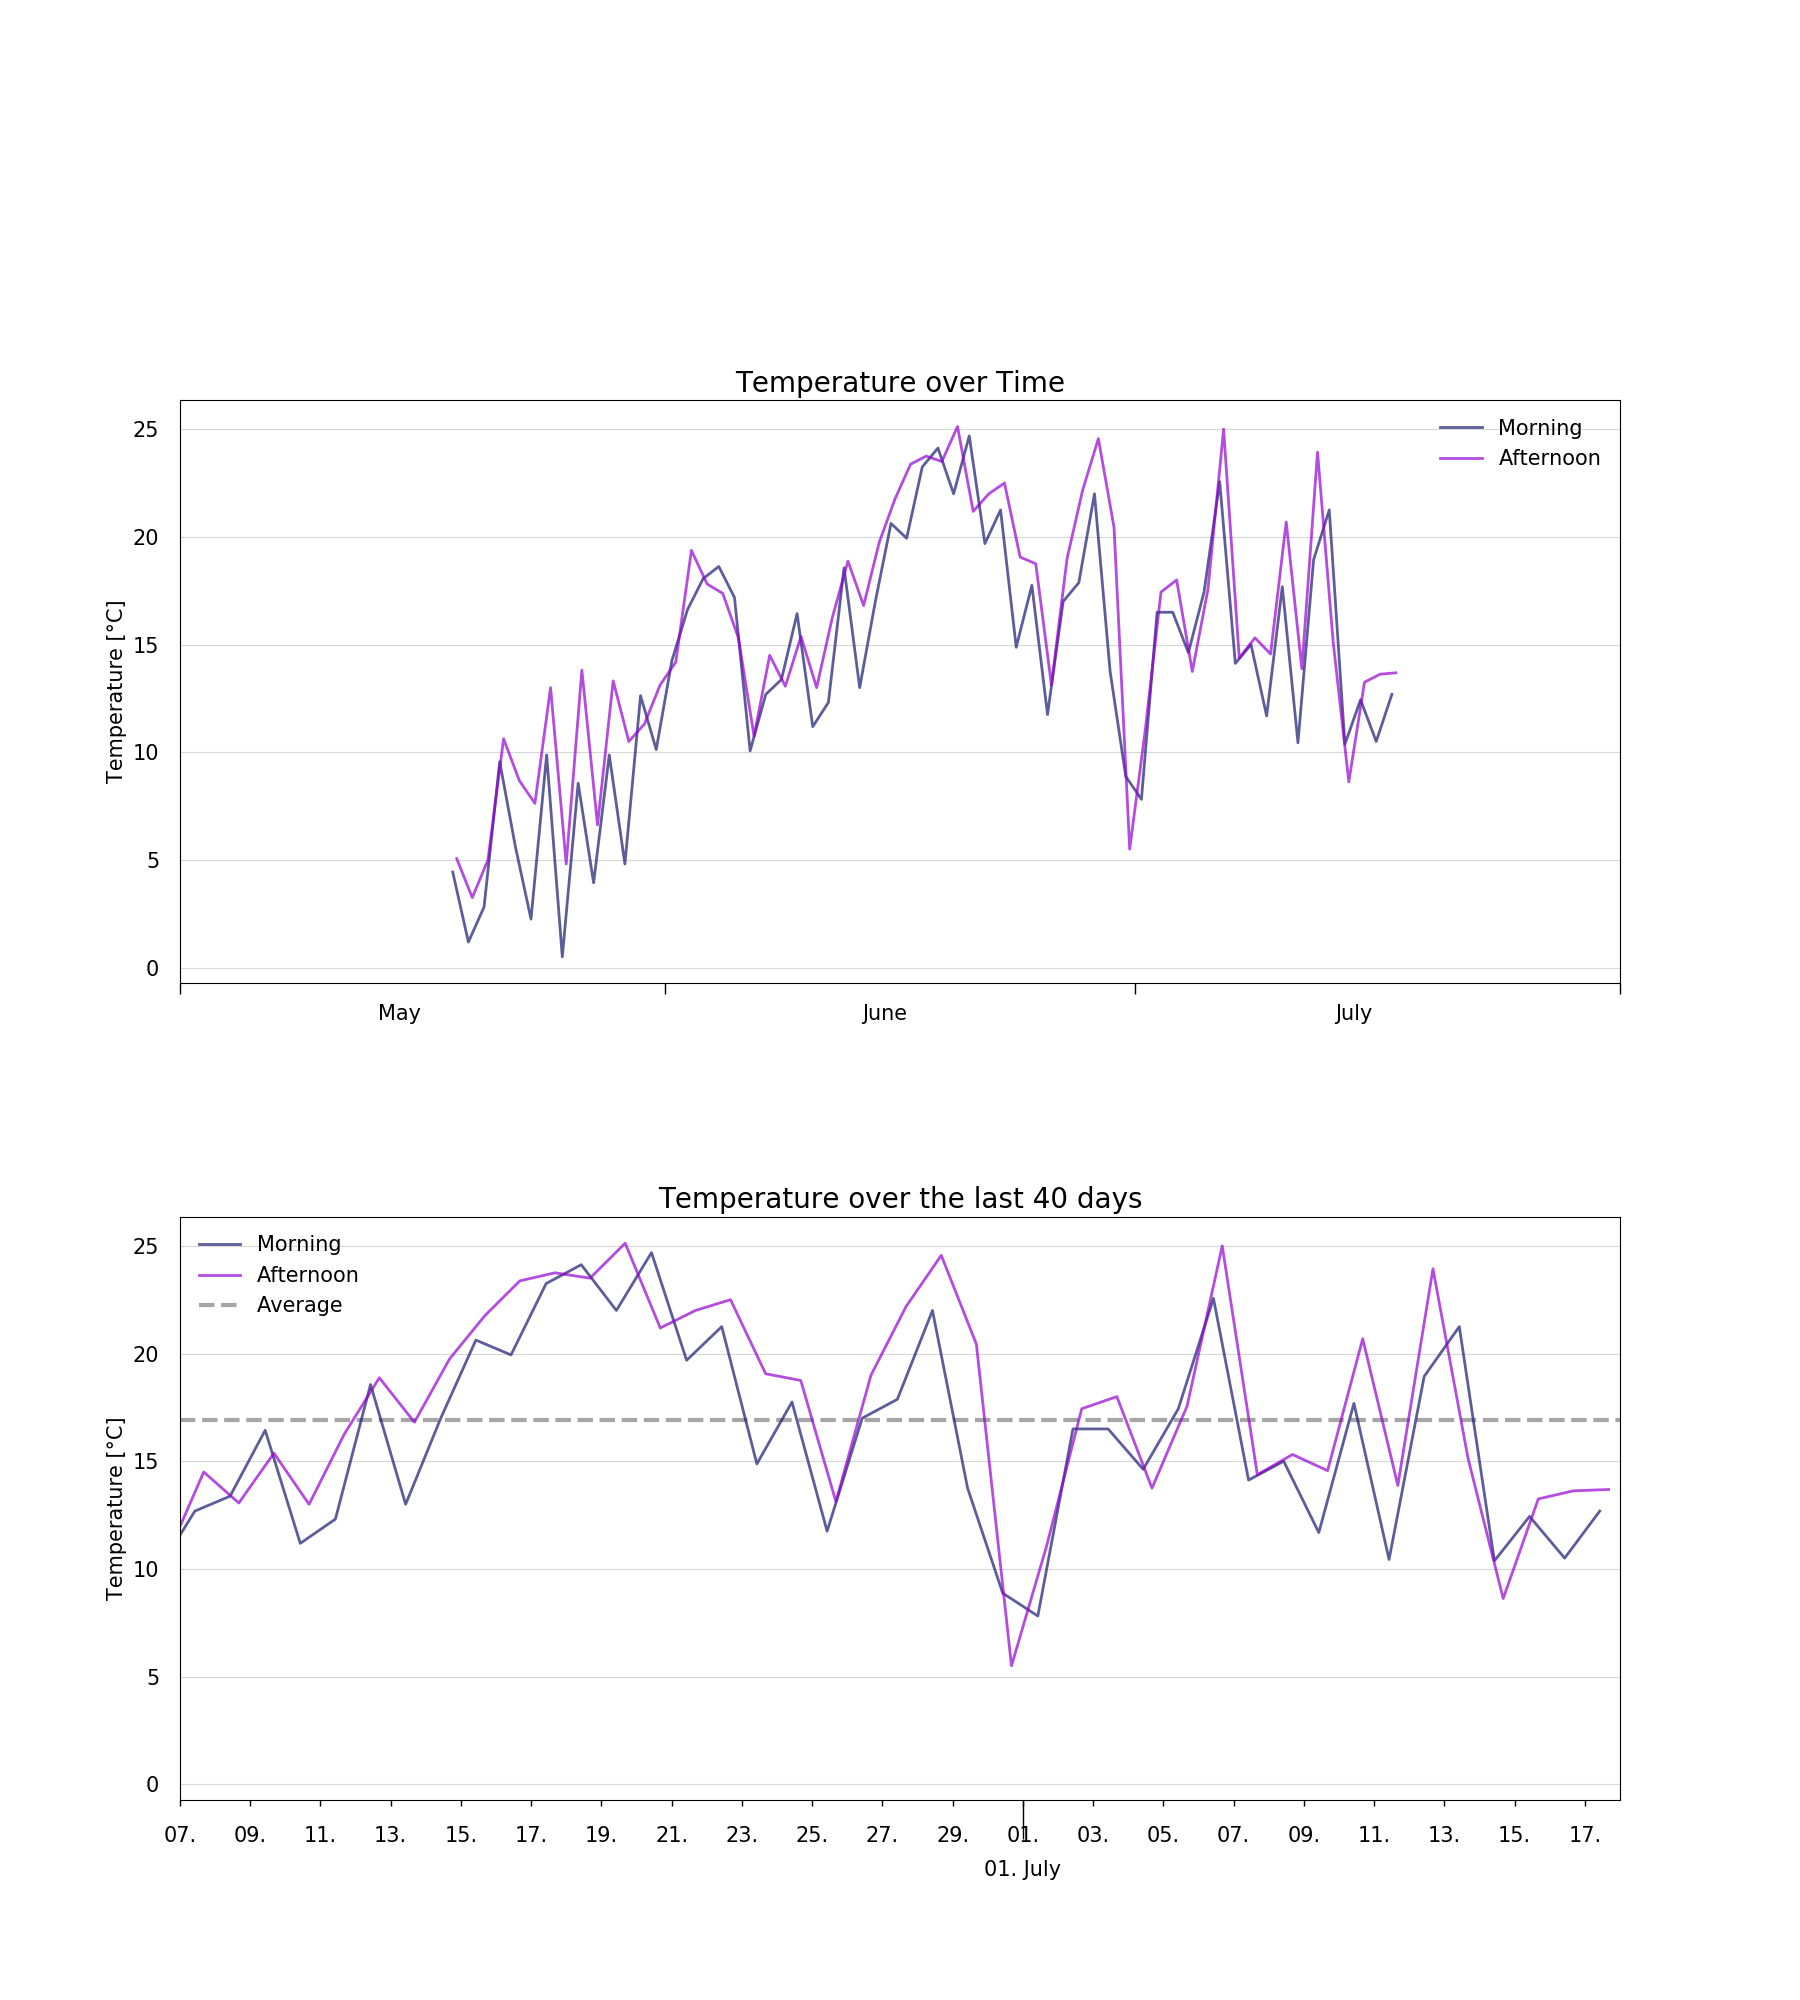 Temperature over Time
Temperature [°C]
25
20
15
10
5
0
Morning
Afternoon
May June July
Temperature over the last 40 days
Temperature [°C]
25
20
15
10
5
0
Morning
Afternoon
Average
07. 09. 11. 13. 15. 17. 19. 21. 23. 25. 27. 29. 01. 03. 05. 07. 09. 11. 13. 15. 17.
01. July